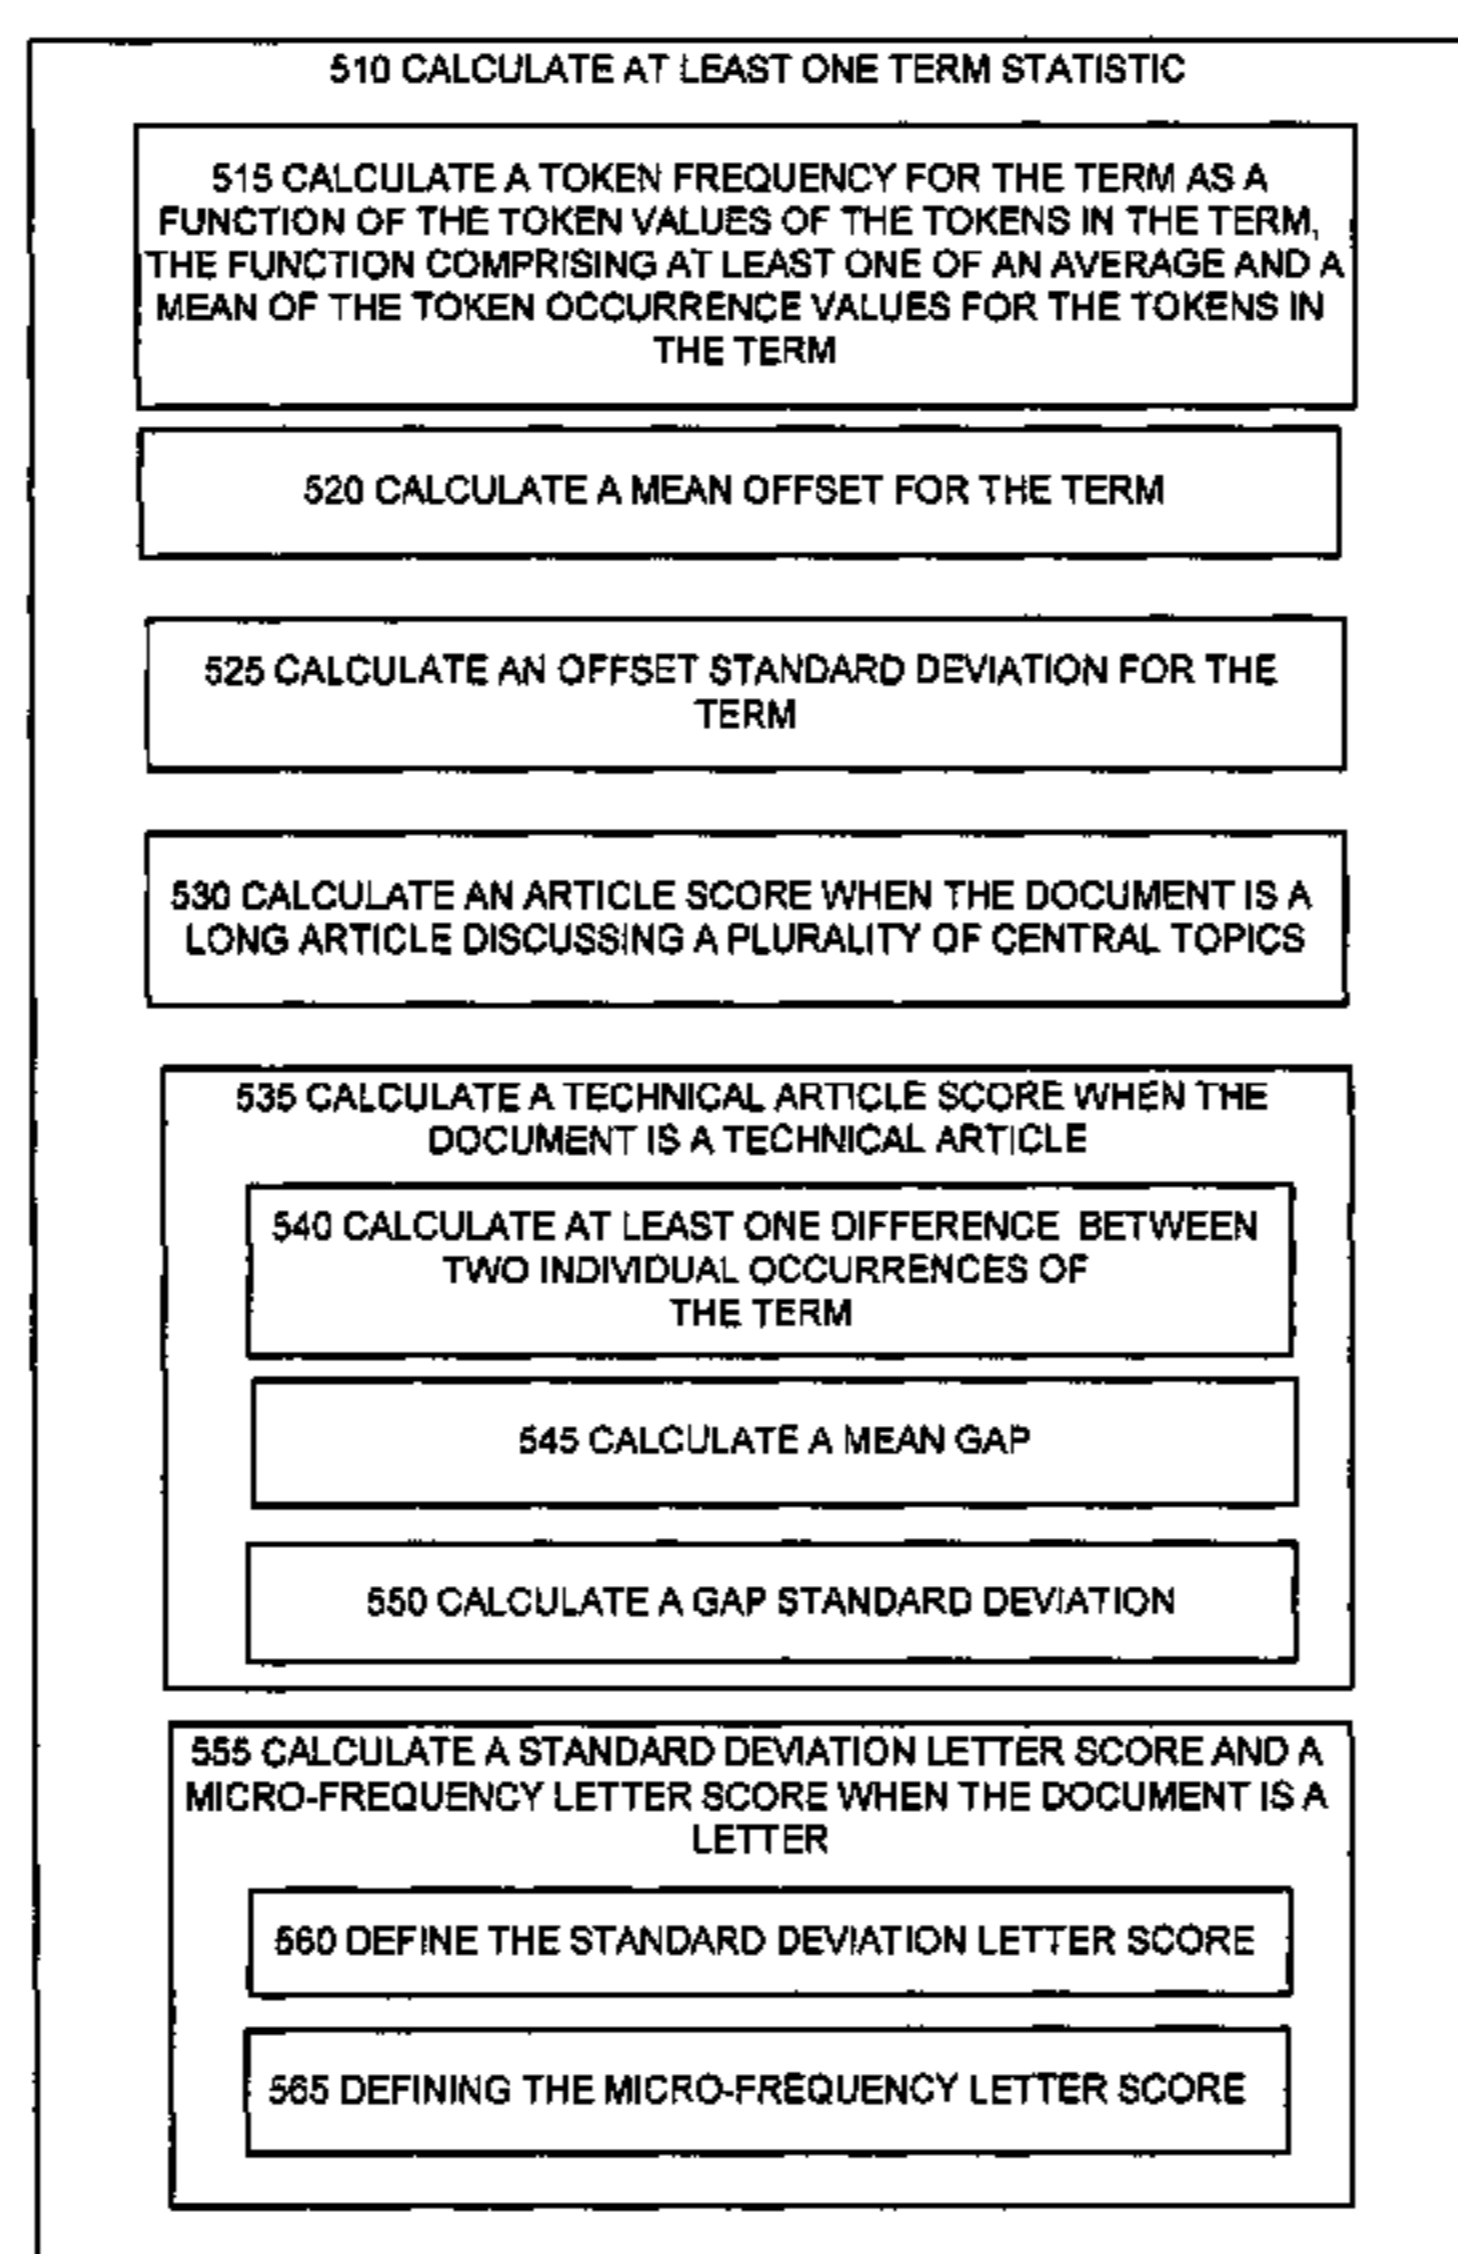 510 CALCULATE AT LEAST ONE TERM STATISTIC
515 CALCULATE A TOKEN FREQUENCY FOR THE TERM AS A
FUNCTION OF THE TOKEN VALUES OF THE TOKENS IN THE TERM,
THE FUNCTION COMPRISING AT LEAST ONE OF AN AVERAGE AND A
MEAN OF THE TOKEN OCCURRENCE VALUES FOR THE TOKENS IN
THE TERM
520 CALCULATE A MEAN OFFSET FOR THE TERM
525 CALCULATE AN OFFSET STANDARD DEVIATION FOR THE
TERM
530 CALCULATE AN ARTICLE SCORE WHEN THE DOCUMENT IS A
LONG ARTICLE DISCUSSING A PLURALITY OF CENTRAL TOPICS
535 CALCULATE A TECHNICAL ARTICLE SCORE WHEN THE
DOCUMENT IS A TECHNICAL ARTICLE
540 CALCULATE AT LEAST ONE DIFFERENCE BETWEEN
TWO INDIVIDUAL OCCURRENCES OF
THE TERM
545 CALCULATE A MEAN GAP
550 CALCULATE A GAP STANDARD DEVIATION
555 CALCULATE A STANDARD DEVIATION LETTER SCORE AND A
MICRO-FREQUENCY LETTER SCORE WHEN THE DOCUMENT IS A
LETTER
560 DEFINE THE STANDARD DEVIATION LETTER SCORE
565 DEFINING THE MICRO-FREQUENCY LETTER SCORE